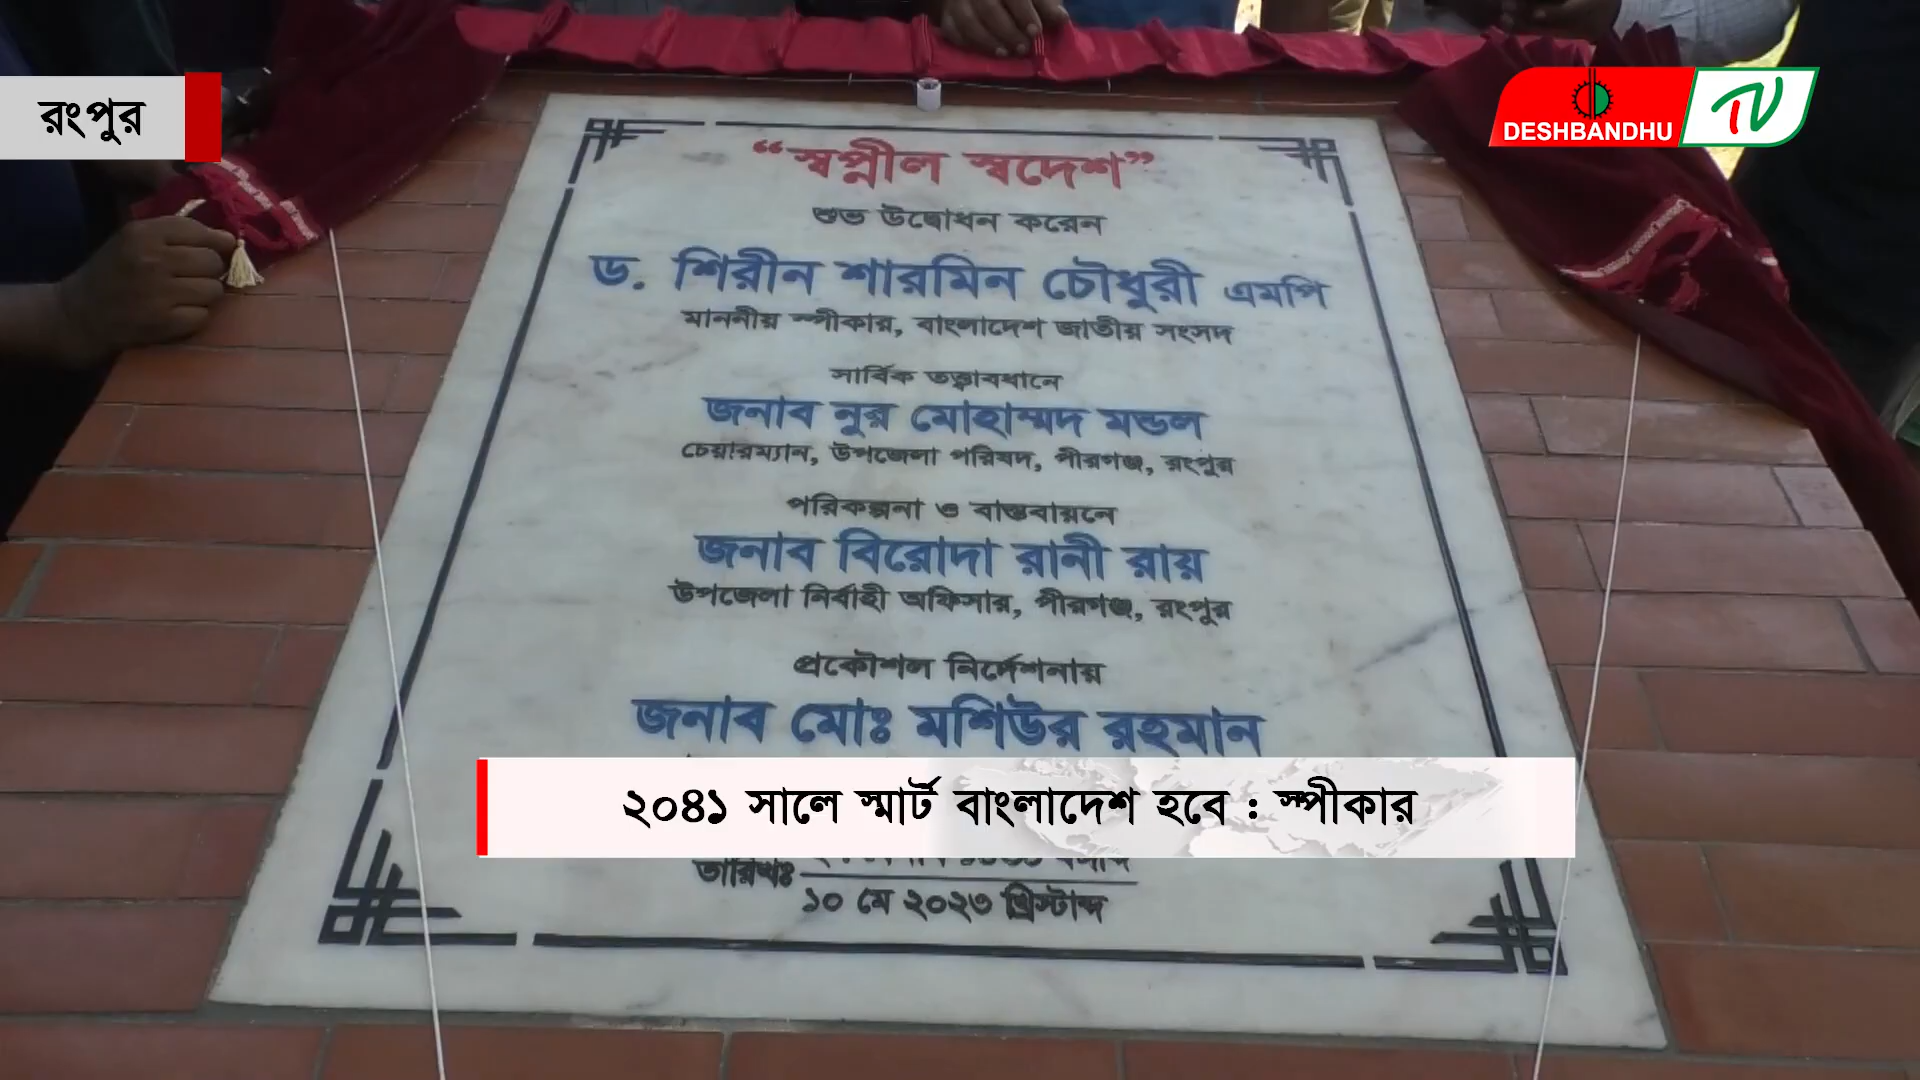 রংপুর
DESHBANDHU TV
“স্বপ্নীল স্বদেশ”
শুভ উদ্বোধন করেন
ড. শিরীন শারমিন চৌধুরী এমপি
মাননীয় স্পীকার, বাংলাদেশ জাতীয় সংসদ
সার্বিক তত্ত্বাবধানে
জনাব নুর মোহাম্মদ মন্ডল
চেয়ারম্যান, উপজেলা পরিষদ, পীরগঞ্জ, রংপুর
পরিকল্পনা ও বাস্তবায়নে
জনাব বিরোদা রানী রায়
উপজেলা নির্বাহী অফিসার, পীরগঞ্জ, রংপুর
প্রকৌশল নির্দেশনায়
জনাব মোঃ মশিউর রহমান
২০৪১ সালে স্মার্ট বাংলাদেশ হবে : স্পীকার
তারিখঃ
১০ মে ২০২৩ খ্রিস্টাব্দ